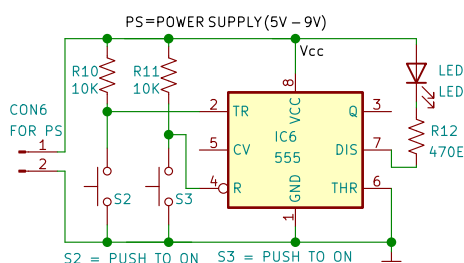 PS=POWER SUPPLY(5V-9V)
Vcc
R10
10K
R11
10K
LED
LED
CON6
FOR PS
1
2
2
TR
8
VCC
Q
3
IC6
555
5
CV
DIS
7
R12
470E
4
R
GND
1
THR
6
S2
S3
S2 = PUSH TO ON
S3 = PUSH TO ON